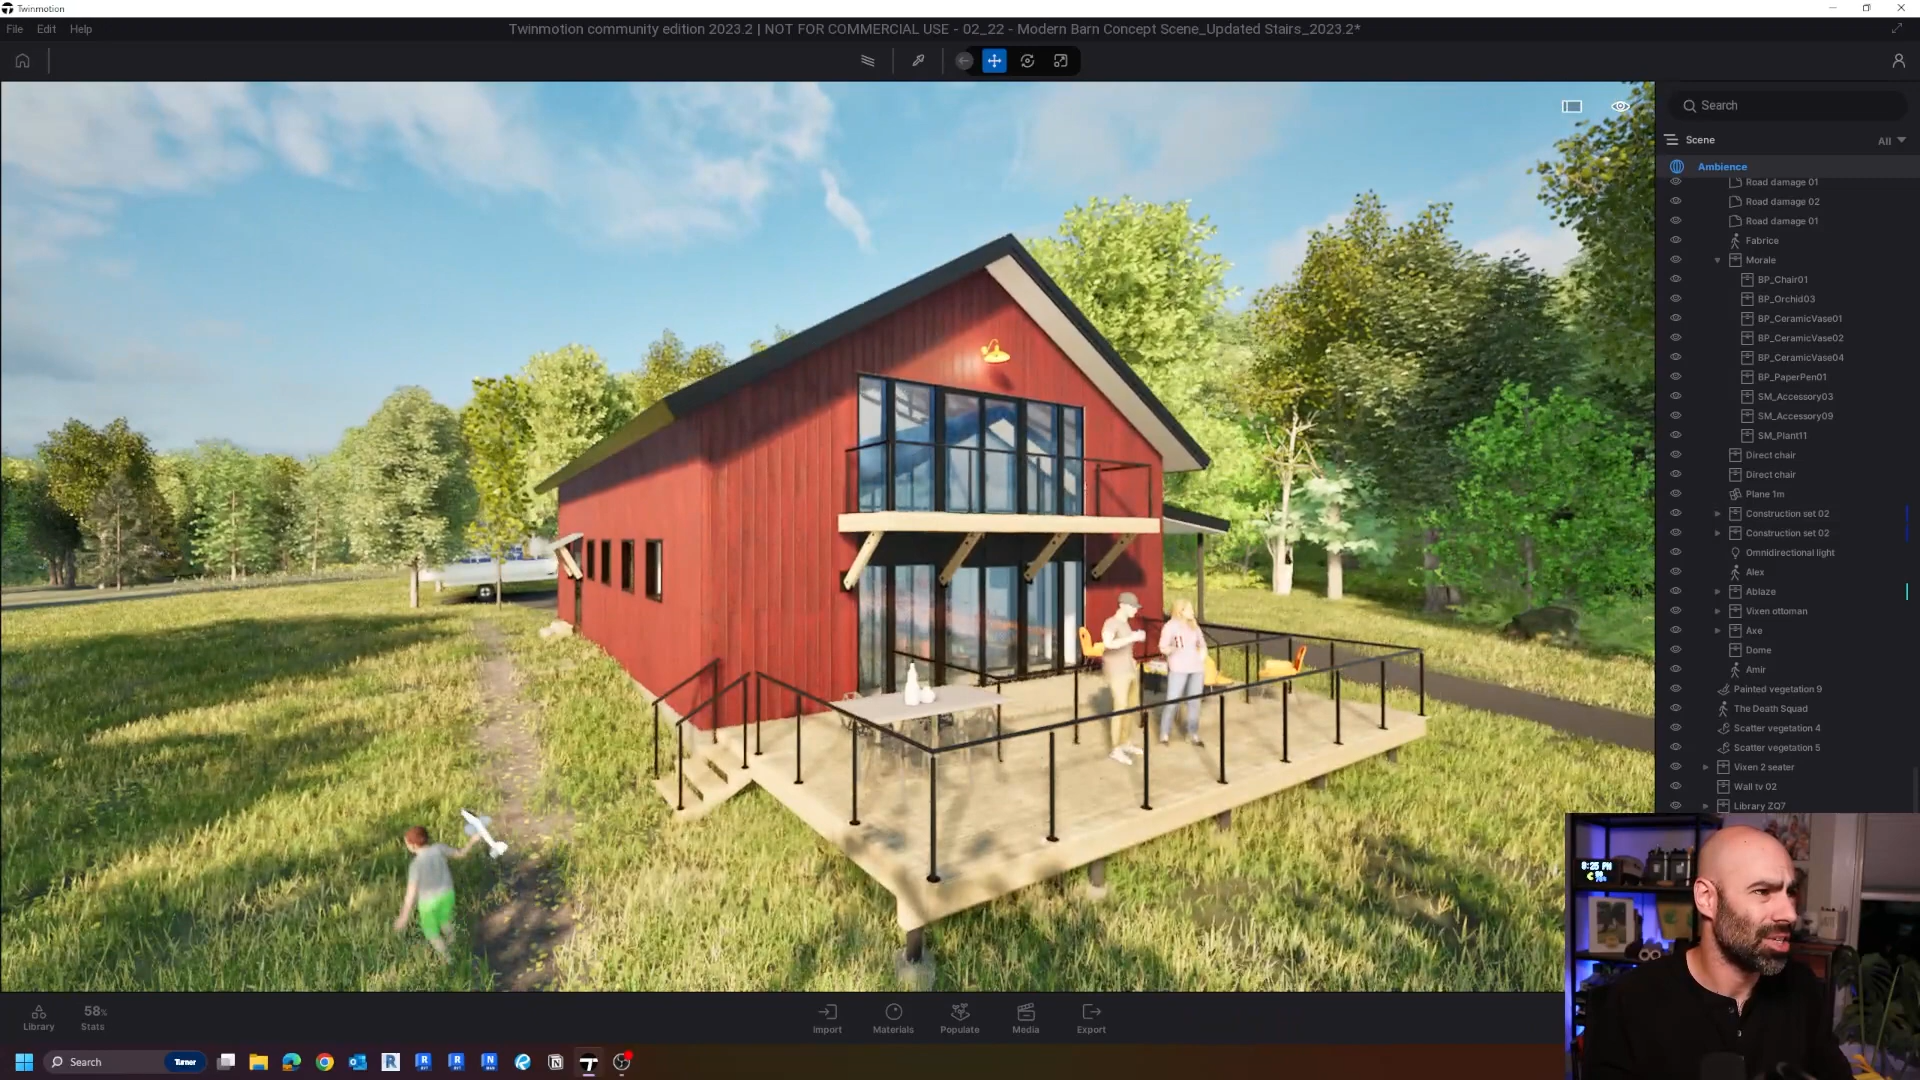 Twinmotion
File Edit Help
Twinmotion community edition 2023.2 | NOT FOR COMMERCIAL USE - 02_22 - Modern Barn Concept Scene_Updated Stairs_2023.2*
Search
Scene
All
Ambience
Road damage 01
Road damage 02
Road damage 01
Fabrice
Morale
BP_Chair01
BP_Orchid03
BP_CeramicVase01
BP_CeramicVase02
BP_CeramicVase04
BP_PaperPen01
SM_Accessory03
SM_Accessory09
SM_Plant11
Direct chair
Direct chair
Plane 1m
Construction set 02
Construction set 02
Omnidirectional light
Alex
Ablaze
Vixen ottoman
Axe
Dome
Amir
Painted vegetation 9
The Death Squad
Scatter vegetation 4
Scatter vegetation 5
Vixen 2 seater
Wall tv 02
Library ZQ7
8:25 PM
Library
58%
Stats
Import
Materials
Populate
Media
Export
Search
Turner